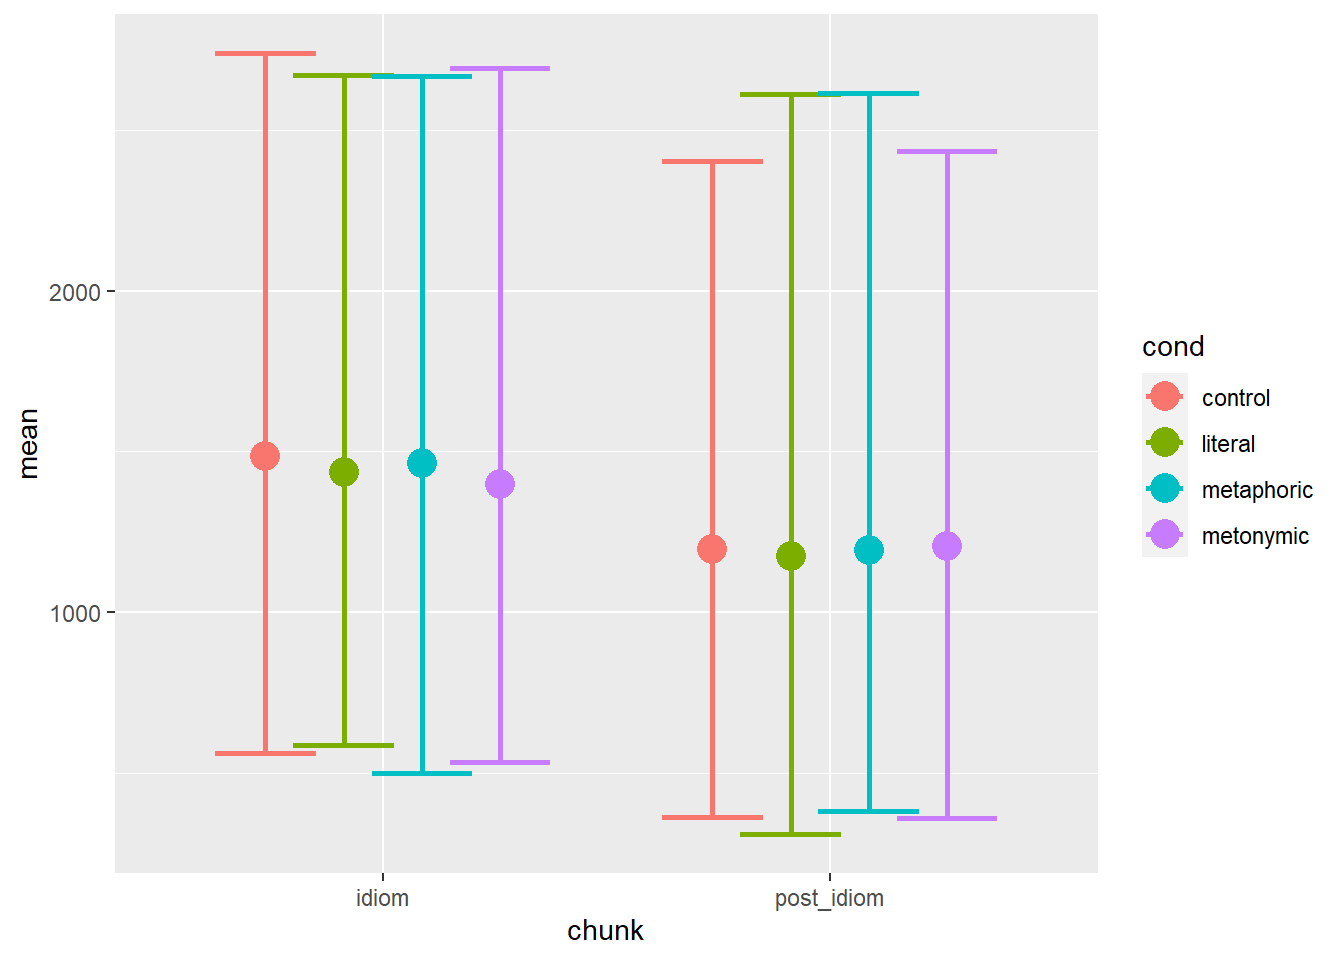 mean
2000
1000
idiom
post_idiom
chunk
cond
control
literal
metaphoric
metonymic